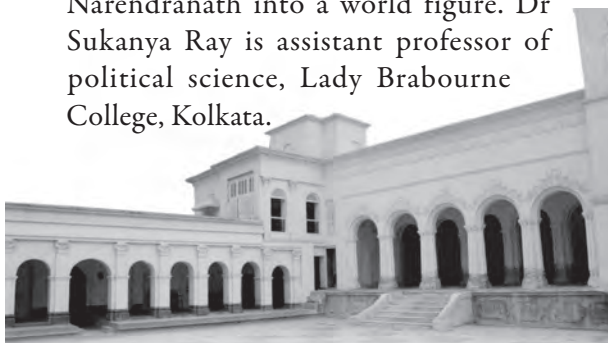 Narendranath into a world figure. Dr
Sukanya Ray is assistant professor of
political science, Lady Brabourne
College, Kolkata.